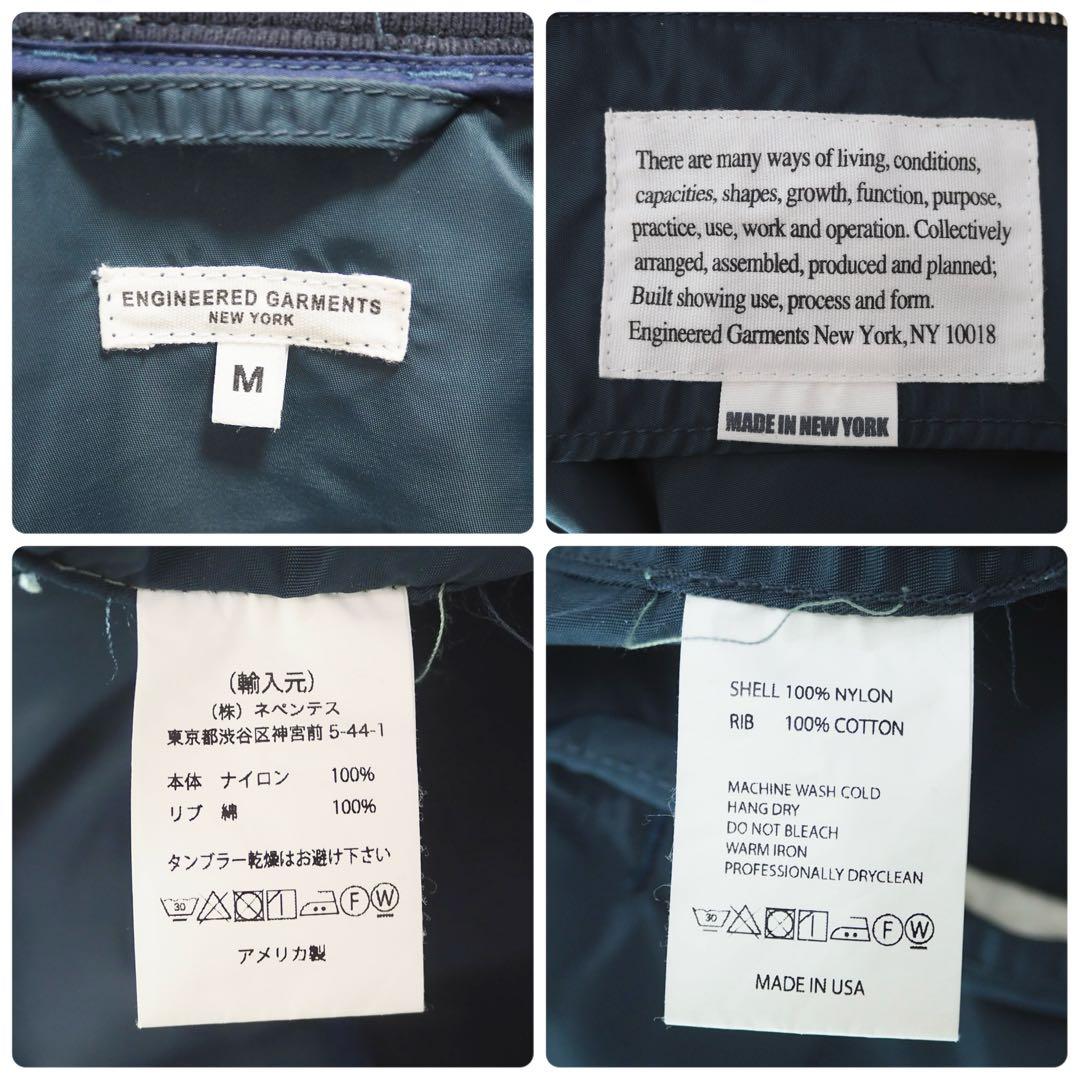 ENGINEERED GARMENTS
NEW YORK
M
There are many ways of living, conditions,
capacities, shapes, growth, function, purpose,
practice, use, work and operation. Collectively
arranged, assembled, produced and planned;
Built showing use, process and form.
Engineered Garments New York, NY 10018
MADE IN NEW YORK
(輸入元)
(株) ネペンテス
東京都渋谷区神宮前 5-44-1
本体 ナイロン 100%
リブ 綿 100%
タンブラー乾燥はお避け下さい
30 F W
アメリカ製
SHELL 100% NYLON
RIB 100% COTTON
MACHINE WASH COLD
HANG DRY
DO NOT BLEACH
WARM IRON
PROFESSIONALLY DRYCLEAN
30 F W
MADE IN USA